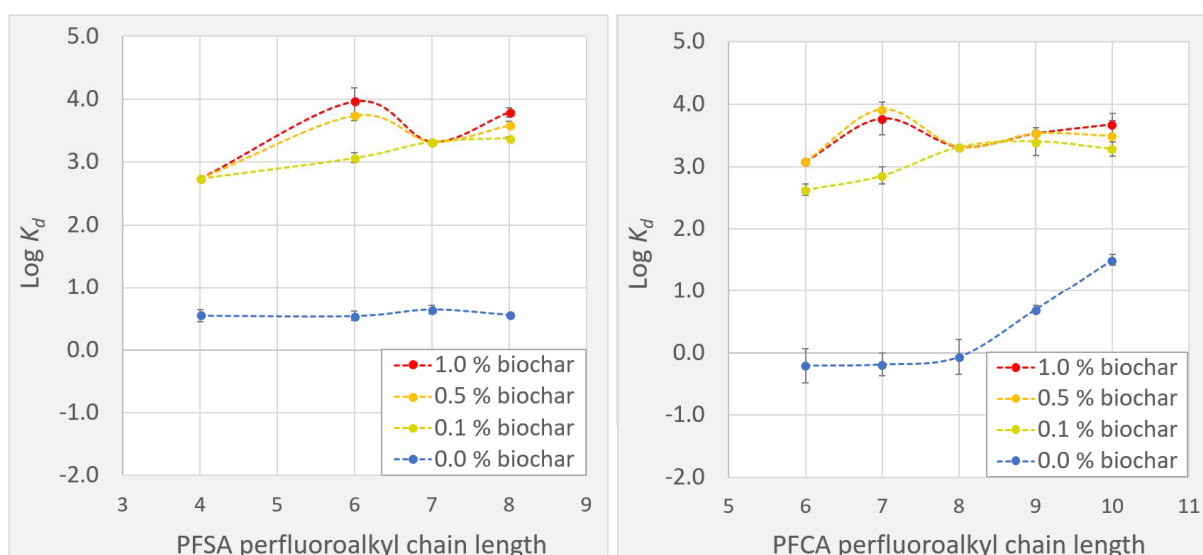 5.0
4.0
3.0
2.0
1.0
0.0
-1.0
-2.0
Log Kd
3 4 5 6 7 8 9
PFSA perfluoroalkyl chain length
1.0 % biochar
0.5 % biochar
0.1 % biochar
0.0 % biochar
5.0
4.0
3.0
2.0
1.0
0.0
-1.0
-2.0
Log Kd
5 6 7 8 9 10 11
PFCA perfluoroalkyl chain length
1.0 % biochar
0.5 % biochar
0.1 % biochar
0.0 % biochar